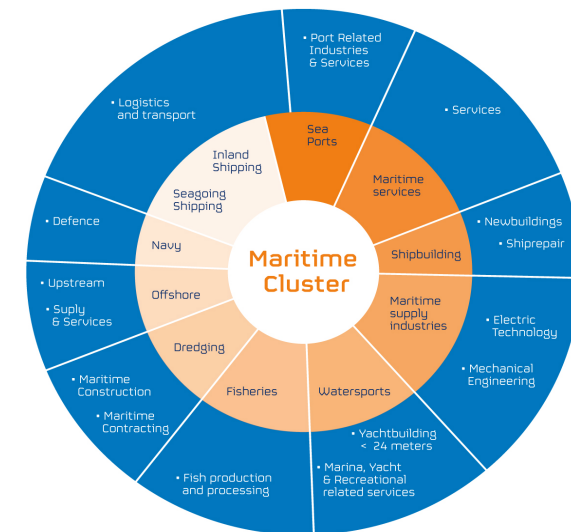 • Port Related
Industries
& Services
• Services
• Newbuildings
• Shiprepair
• Electric
Technology
• Mechanical
Engineering
• Yachtbuilding
< 24 meters
• Marina, Yacht
& Recreational
related services
• Fish production
and processing
• Maritime
Construction
• Maritime
Contracting
• Upstream
• Suply
& Services
• Defence
• Logistics
and transport
Sea
Ports
Maritime
services
Shipbuilding
Maritime
supply
industries
Watersports
Fisheries
Dredging
Offshore
Navy
Seagoing
Shipping
Inland
Shipping
Maritime
Cluster